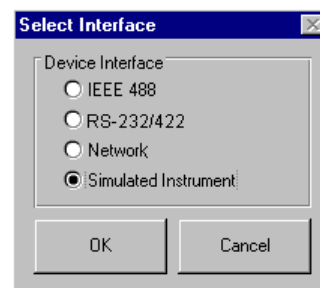 Select Interface
Device Interface
IEEE 488
RS-232/422
Network
Simulated Instrument
OK Cancel